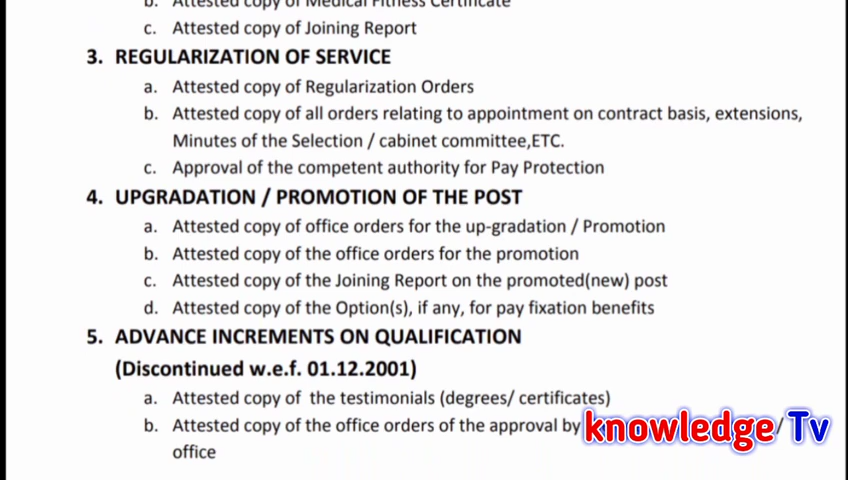 b. Attested copy of Medical Fitness Certificate
c. Attested copy of Joining Report
3. REGULARIZATION OF SERVICE
a. Attested copy of Regularization Orders
b. Attested copy of all orders relating to appointment on contract basis, extensions,
Minutes of the Selection / cabinet committee,ETC.
c. Approval of the competent authority for Pay Protection
4. UPGRADATION / PROMOTION OF THE POST
a. Attested copy of office orders for the up-gradation / Promotion
b. Attested copy of the office orders for the promotion
c. Attested copy of the Joining Report on the promoted(new) post
d. Attested copy of the Option(s), if any, for pay fixation benefits
5. ADVANCE INCREMENTS ON QUALIFICATION
(Discontinued w.e.f. 01.12.2001)
a. Attested copy of the testimonials (degrees/ certificates)
b. Attested copy of the office orders of the approval by /
office
knowledge Tv